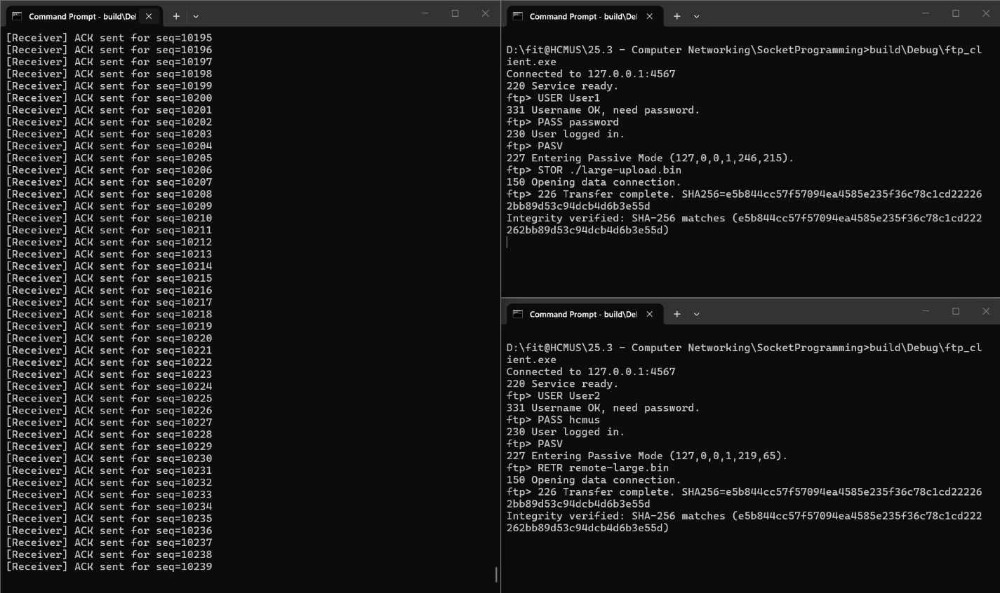 Command Prompt - build\Del
[Receiver] ACK sent for seq=10195
[Receiver] ACK sent for seq=10196
[Receiver] ACK sent for seq=10197
[Receiver] ACK sent for seq=10198
[Receiver] ACK sent for seq=10199
[Receiver] ACK sent for seq=10200
[Receiver] ACK sent for seq=10201
[Receiver] ACK sent for seq=10202
[Receiver] ACK sent for seq=10203
[Receiver] ACK sent for seq=10204
[Receiver] ACK sent for seq=10205
[Receiver] ACK sent for seq=10206
[Receiver] ACK sent for seq=10207
[Receiver] ACK sent for seq=10208
[Receiver] ACK sent for seq=10209
[Receiver] ACK sent for seq=10210
[Receiver] ACK sent for seq=10211
[Receiver] ACK sent for seq=10212
[Receiver] ACK sent for seq=10213
[Receiver] ACK sent for seq=10214
[Receiver] ACK sent for seq=10215
[Receiver] ACK sent for seq=10216
[Receiver] ACK sent for seq=10217
[Receiver] ACK sent for seq=10218
[Receiver] ACK sent for seq=10219
[Receiver] ACK sent for seq=10220
[Receiver] ACK sent for seq=10221
[Receiver] ACK sent for seq=10222
[Receiver] ACK sent for seq=10223
[Receiver] ACK sent for seq=10224
[Receiver] ACK sent for seq=10225
[Receiver] ACK sent for seq=10226
[Receiver] ACK sent for seq=10227
[Receiver] ACK sent for seq=10228
[Receiver] ACK sent for seq=10229
[Receiver] ACK sent for seq=10230
[Receiver] ACK sent for seq=10231
[Receiver] ACK sent for seq=10232
[Receiver] ACK sent for seq=10233
[Receiver] ACK sent for seq=10234
[Receiver] ACK sent for seq=10235
[Receiver] ACK sent for seq=10236
[Receiver] ACK sent for seq=10237
[Receiver] ACK sent for seq=10238
[Receiver] ACK sent for seq=10239
Command Prompt - build\Del
D:\fit@HCMUS\25.3 - Computer Networking\SocketProgramming>build\Debug\ftp_cl
ient.exe
Connected to 127.0.0.1:4567
220 Service ready.
ftp> USER User1
331 Username OK, need password.
ftp> PASS password
230 User logged in.
ftp> PASV
227 Entering Passive Mode (127,0,0,1,246,215).
ftp> STOR ./large-upload.bin
150 Opening data connection.
ftp> 226 Transfer complete. SHA256=e5b844cc57f57094ea4585e235f36c78c1cd22226
2bb89d53c94dcb4d6b3e55d
Integrity verified: SHA-256 matches (e5b844cc57f57094ea4585e235f36c78c1cd222
262bb89d53c94dcb4d6b3e55d)
Command Prompt - build\Del
D:\fit@HCMUS\25.3 - Computer Networking\SocketProgramming>build\Debug\ftp_cl
ient.exe
Connected to 127.0.0.1:4567
220 Service ready.
ftp> USER User2
331 Username OK, need password.
ftp> PASS hcmus
230 User logged in.
ftp> PASV
227 Entering Passive Mode (127,0,0,1,219,65).
ftp> RETR remote-large.bin
150 Opening data connection.
ftp> 226 Transfer complete. SHA256=e5b844cc57f57094ea4585e235f36c78c1cd22226
2bb89d53c94dcb4d6b3e55d
Integrity verified: SHA-256 matches (e5b844cc57f57094ea4585e235f36c78c1cd222
262bb89d53c94dcb4d6b3e55d)